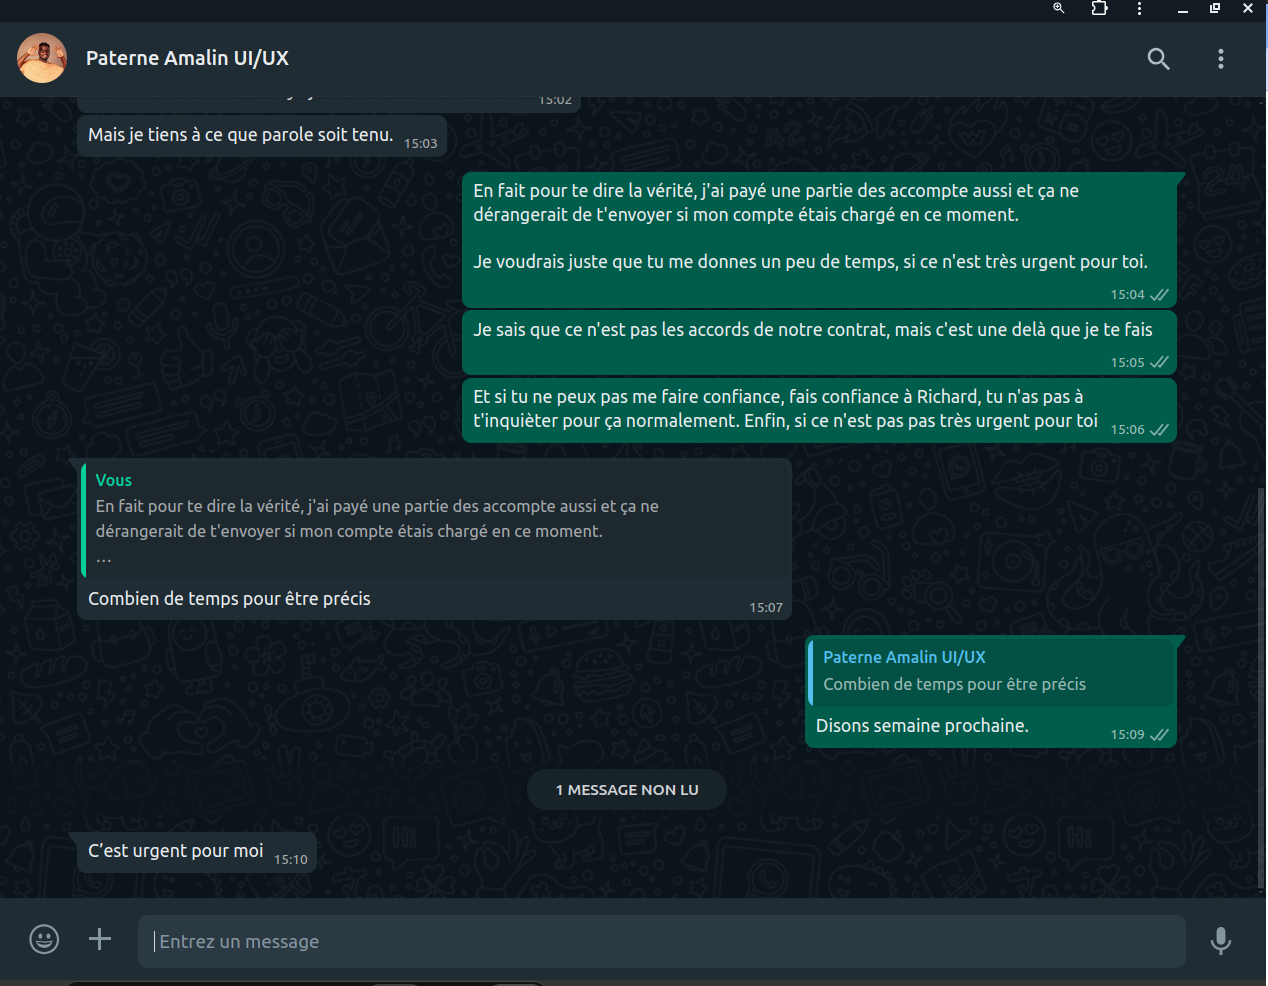 Paterne Amalin UI/UX
15:02
Mais je tiens à ce que parole soit tenu. 15:03
En fait pour te dire la vérité, j'ai payé une partie des accompte aussi et ça ne
dérangerait de t'envoyer si mon compte étais chargé en ce moment.
Je voudrais juste que tu me donnes un peu de temps, si ce n'est très urgent pour toi.
15:04
Je sais que ce n'est pas les accords de notre contrat, mais c'est une delà que je te fais
15:05
Et si tu ne peux pas me faire confiance, fais confiance à Richard, tu n'as pas à
t'inquièter pour ça normalement. Enfin, si ce n'est pas pas très urgent pour toi 15:06
Vous
En fait pour te dire la vérité, j'ai payé une partie des accompte aussi et ça ne
dérangerait de t'envoyer si mon compte étais chargé en ce moment.
…
Combien de temps pour être précis
15:07
Paterne Amalin UI/UX
Combien de temps pour être précis
Disons semaine prochaine. 15:09
1 MESSAGE NON LU
C’est urgent pour moi 15:10
Entrez un message